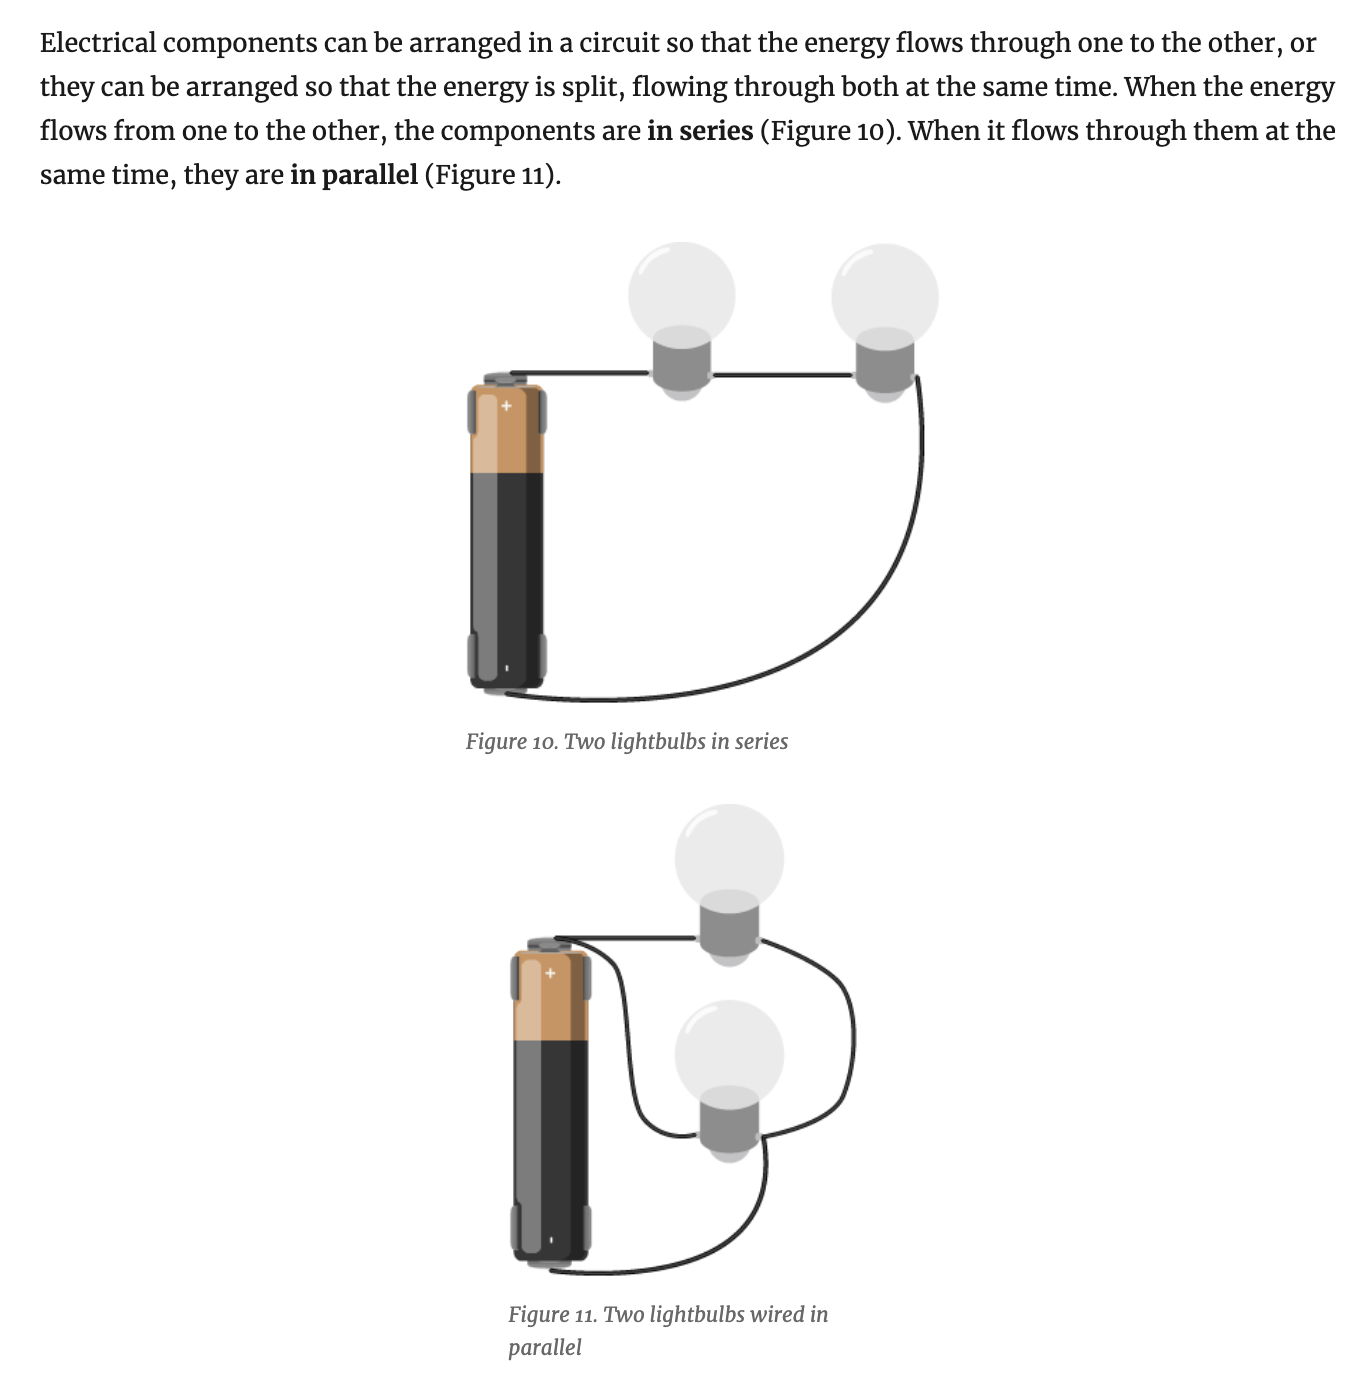 Electrical components can be arranged in a circuit so that the energy flows through one to the other, or
they can be arranged so that the energy is split, flowing through both at the same time. When the energy
flows from one to the other, the components are in series (Figure 10). When it flows through them at the
same time, they are in parallel (Figure 11).
+
-
Figure 10. Two lightbulbs in series
+
-
Figure 11. Two lightbulbs wired in
parallel